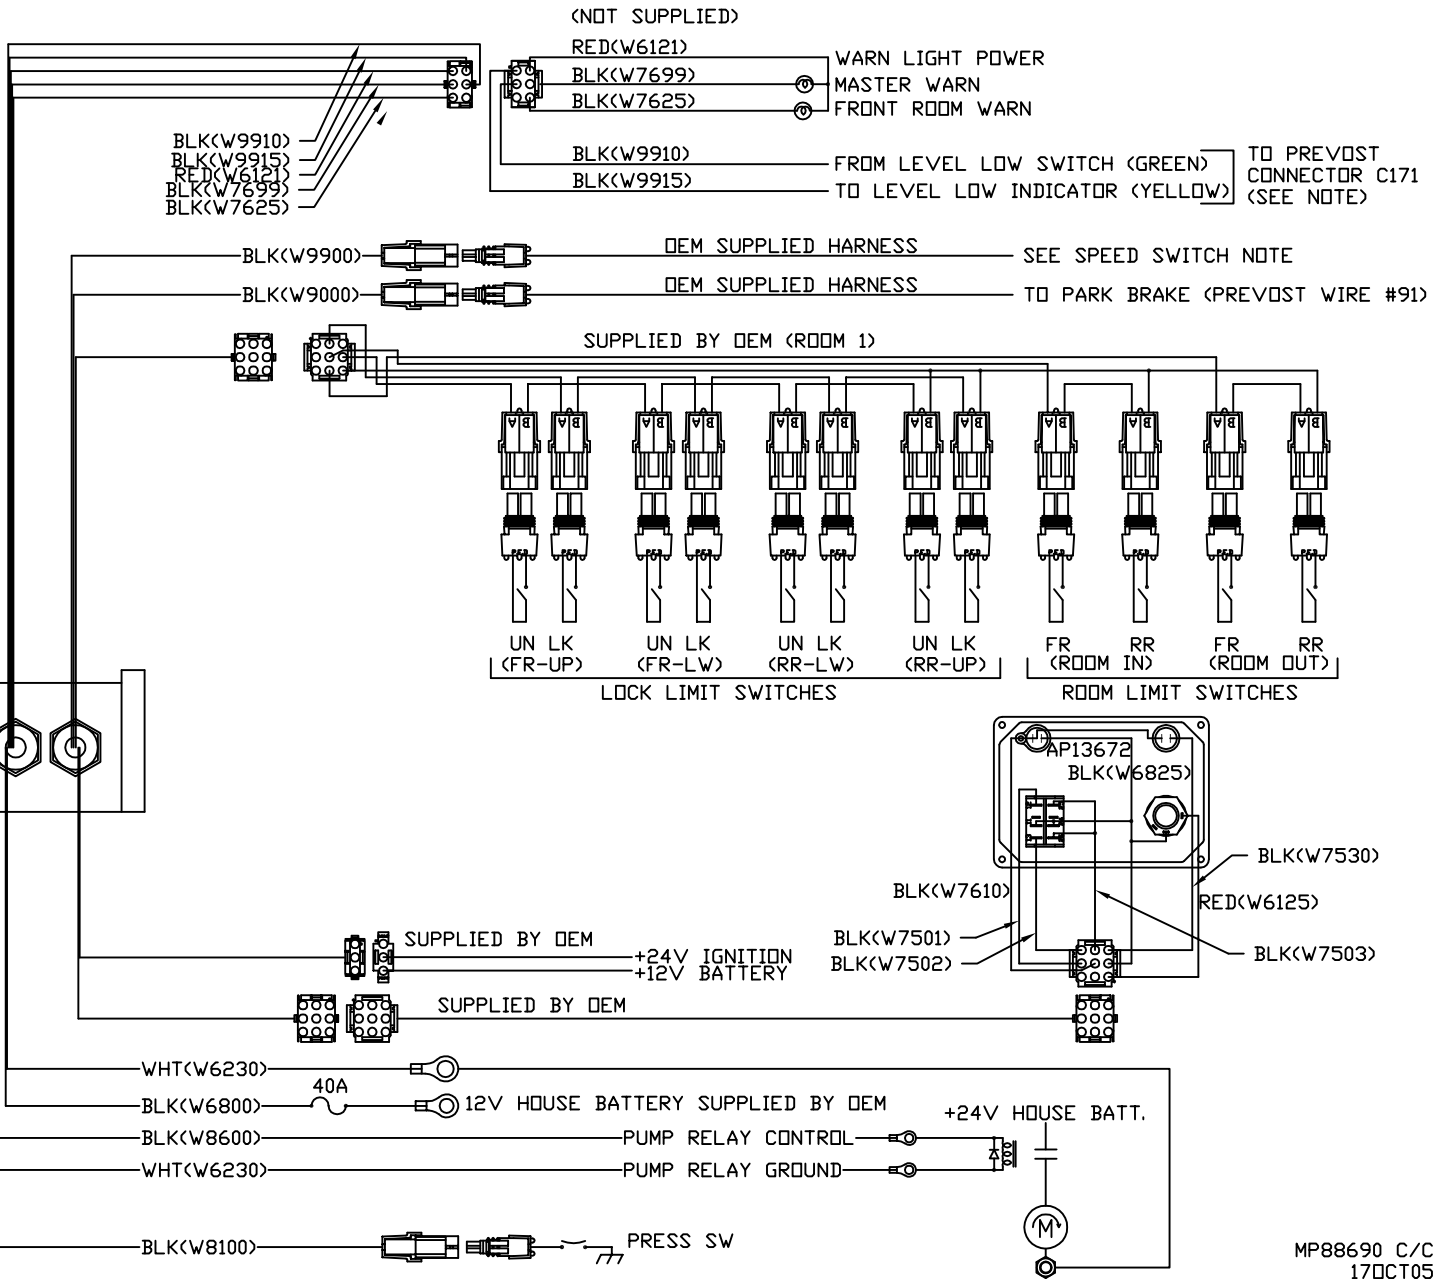 (NOT SUPPLIED)
RED(W6121)
WARN LIGHT POWER
BLK(W7699)
MASTER WARN
BLK(W7625)
FRONT ROOM WARN
BLK(W9910)
BLK(W9915)
RED(W6121)
BLK(W7699)
BLK(W7625)
BLK(W9910)
FROM LEVEL LOW SWITCH (GREEN)
BLK(W9915)
TO LEVEL LOW INDICATOR (YELLOW)
TO PREVOST
CONNECTOR C171
(SEE NOTE)
BLK(W9900)
OEM SUPPLIED HARNESS
SEE SPEED SWITCH NOTE
BLK(W9000)
OEM SUPPLIED HARNESS
TO PARK BRAKE (PREVOST WIRE #91)
SUPPLIED BY OEM (ROOM 1)
A B A B A B A B A B A B A B A B A B A B A B A B
UN LK UN LK UN LK UN LK FR RR FR RR
(FR-UP) (FR-LW) (RR-LW) (RR-UP) (ROOM IN) (ROOM OUT)
LOCK LIMIT SWITCHES
ROOM LIMIT SWITCHES
AP13672
BLK(W6825)
BLK(W7530)
BLK(W7610)
RED(W6125)
BLK(W7501)
BLK(W7502)
BLK(W7503)
SUPPLIED BY OEM
+24V IGNITION
+12V BATTERY
SUPPLIED BY OEM
WHT(W6230)
40A
BLK(W6800)
12V HOUSE BATTERY SUPPLIED BY OEM
+24V HOUSE BATT.
BLK(W8600)
PUMP RELAY CONTROL
WHT(W6230)
PUMP RELAY GROUND
M
BLK(W8100)
PRESS SW
MP88690 C/C
17OCT05